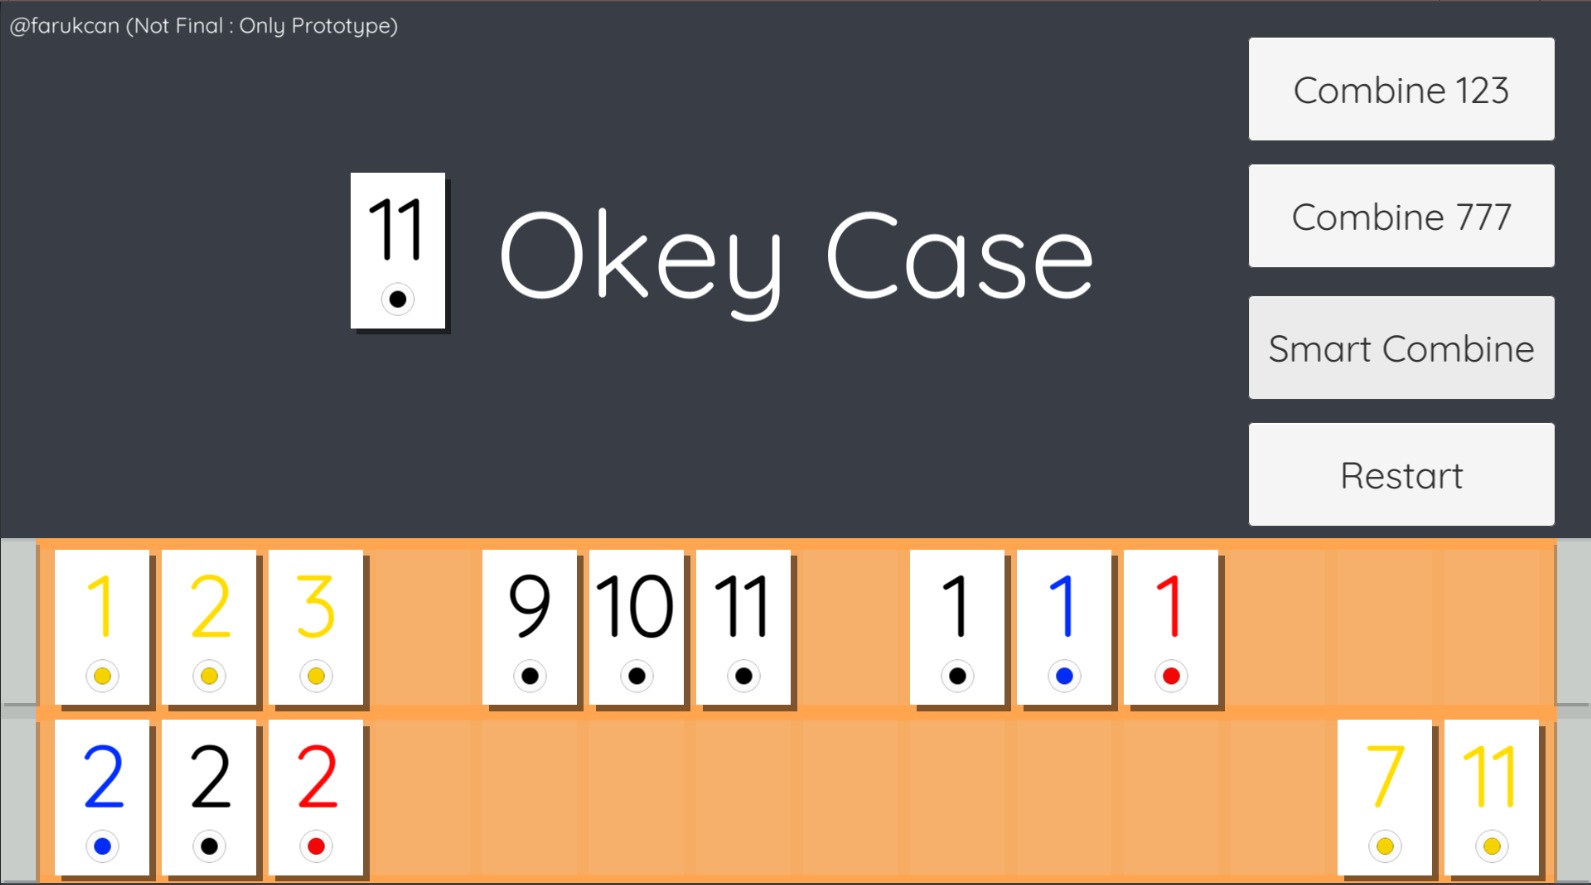 @farukcan (Not Final : Only Prototype)
Combine 123
Combine 777
11
Okey Case
Smart Combine
Restart
1 2 3 9 10 11 1 1 1
2 2 2 7 11